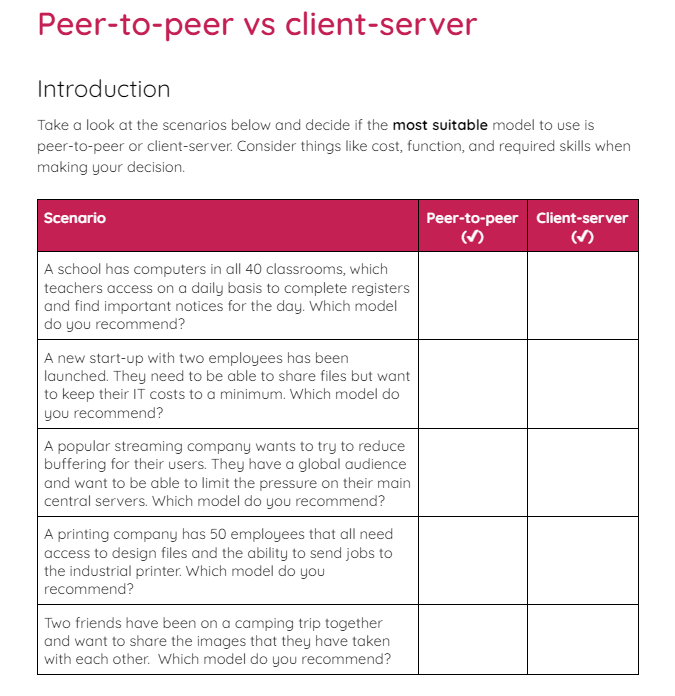 Peer-to-peer vs client-server
Introduction
Take a look at the scenarios below and decide if the most suitable model to use is
peer-to-peer or client-server. Consider things like cost, function, and required skills when
making your decision.
Scenario
Peer-to-peer
(✓)
Client-server
(✓)
A school has computers in all 40 classrooms, which
teachers access on a daily basis to complete registers
and find important notices for the day. Which model
do you recommend?
A new start-up with two employees has been
launched. They need to be able to share files but want
to keep their IT costs to a minimum. Which model do
you recommend?
A popular streaming company wants to try to reduce
buffering for their users. They have a global audience
and want to be able to limit the pressure on their main
central servers. Which model do you recommend?
A printing company has 50 employees that all need
access to design files and the ability to send jobs to
the industrial printer. Which model do you
recommend?
Two friends have been on a camping trip together
and want to share the images that they have taken
with each other.  Which model do you recommend?